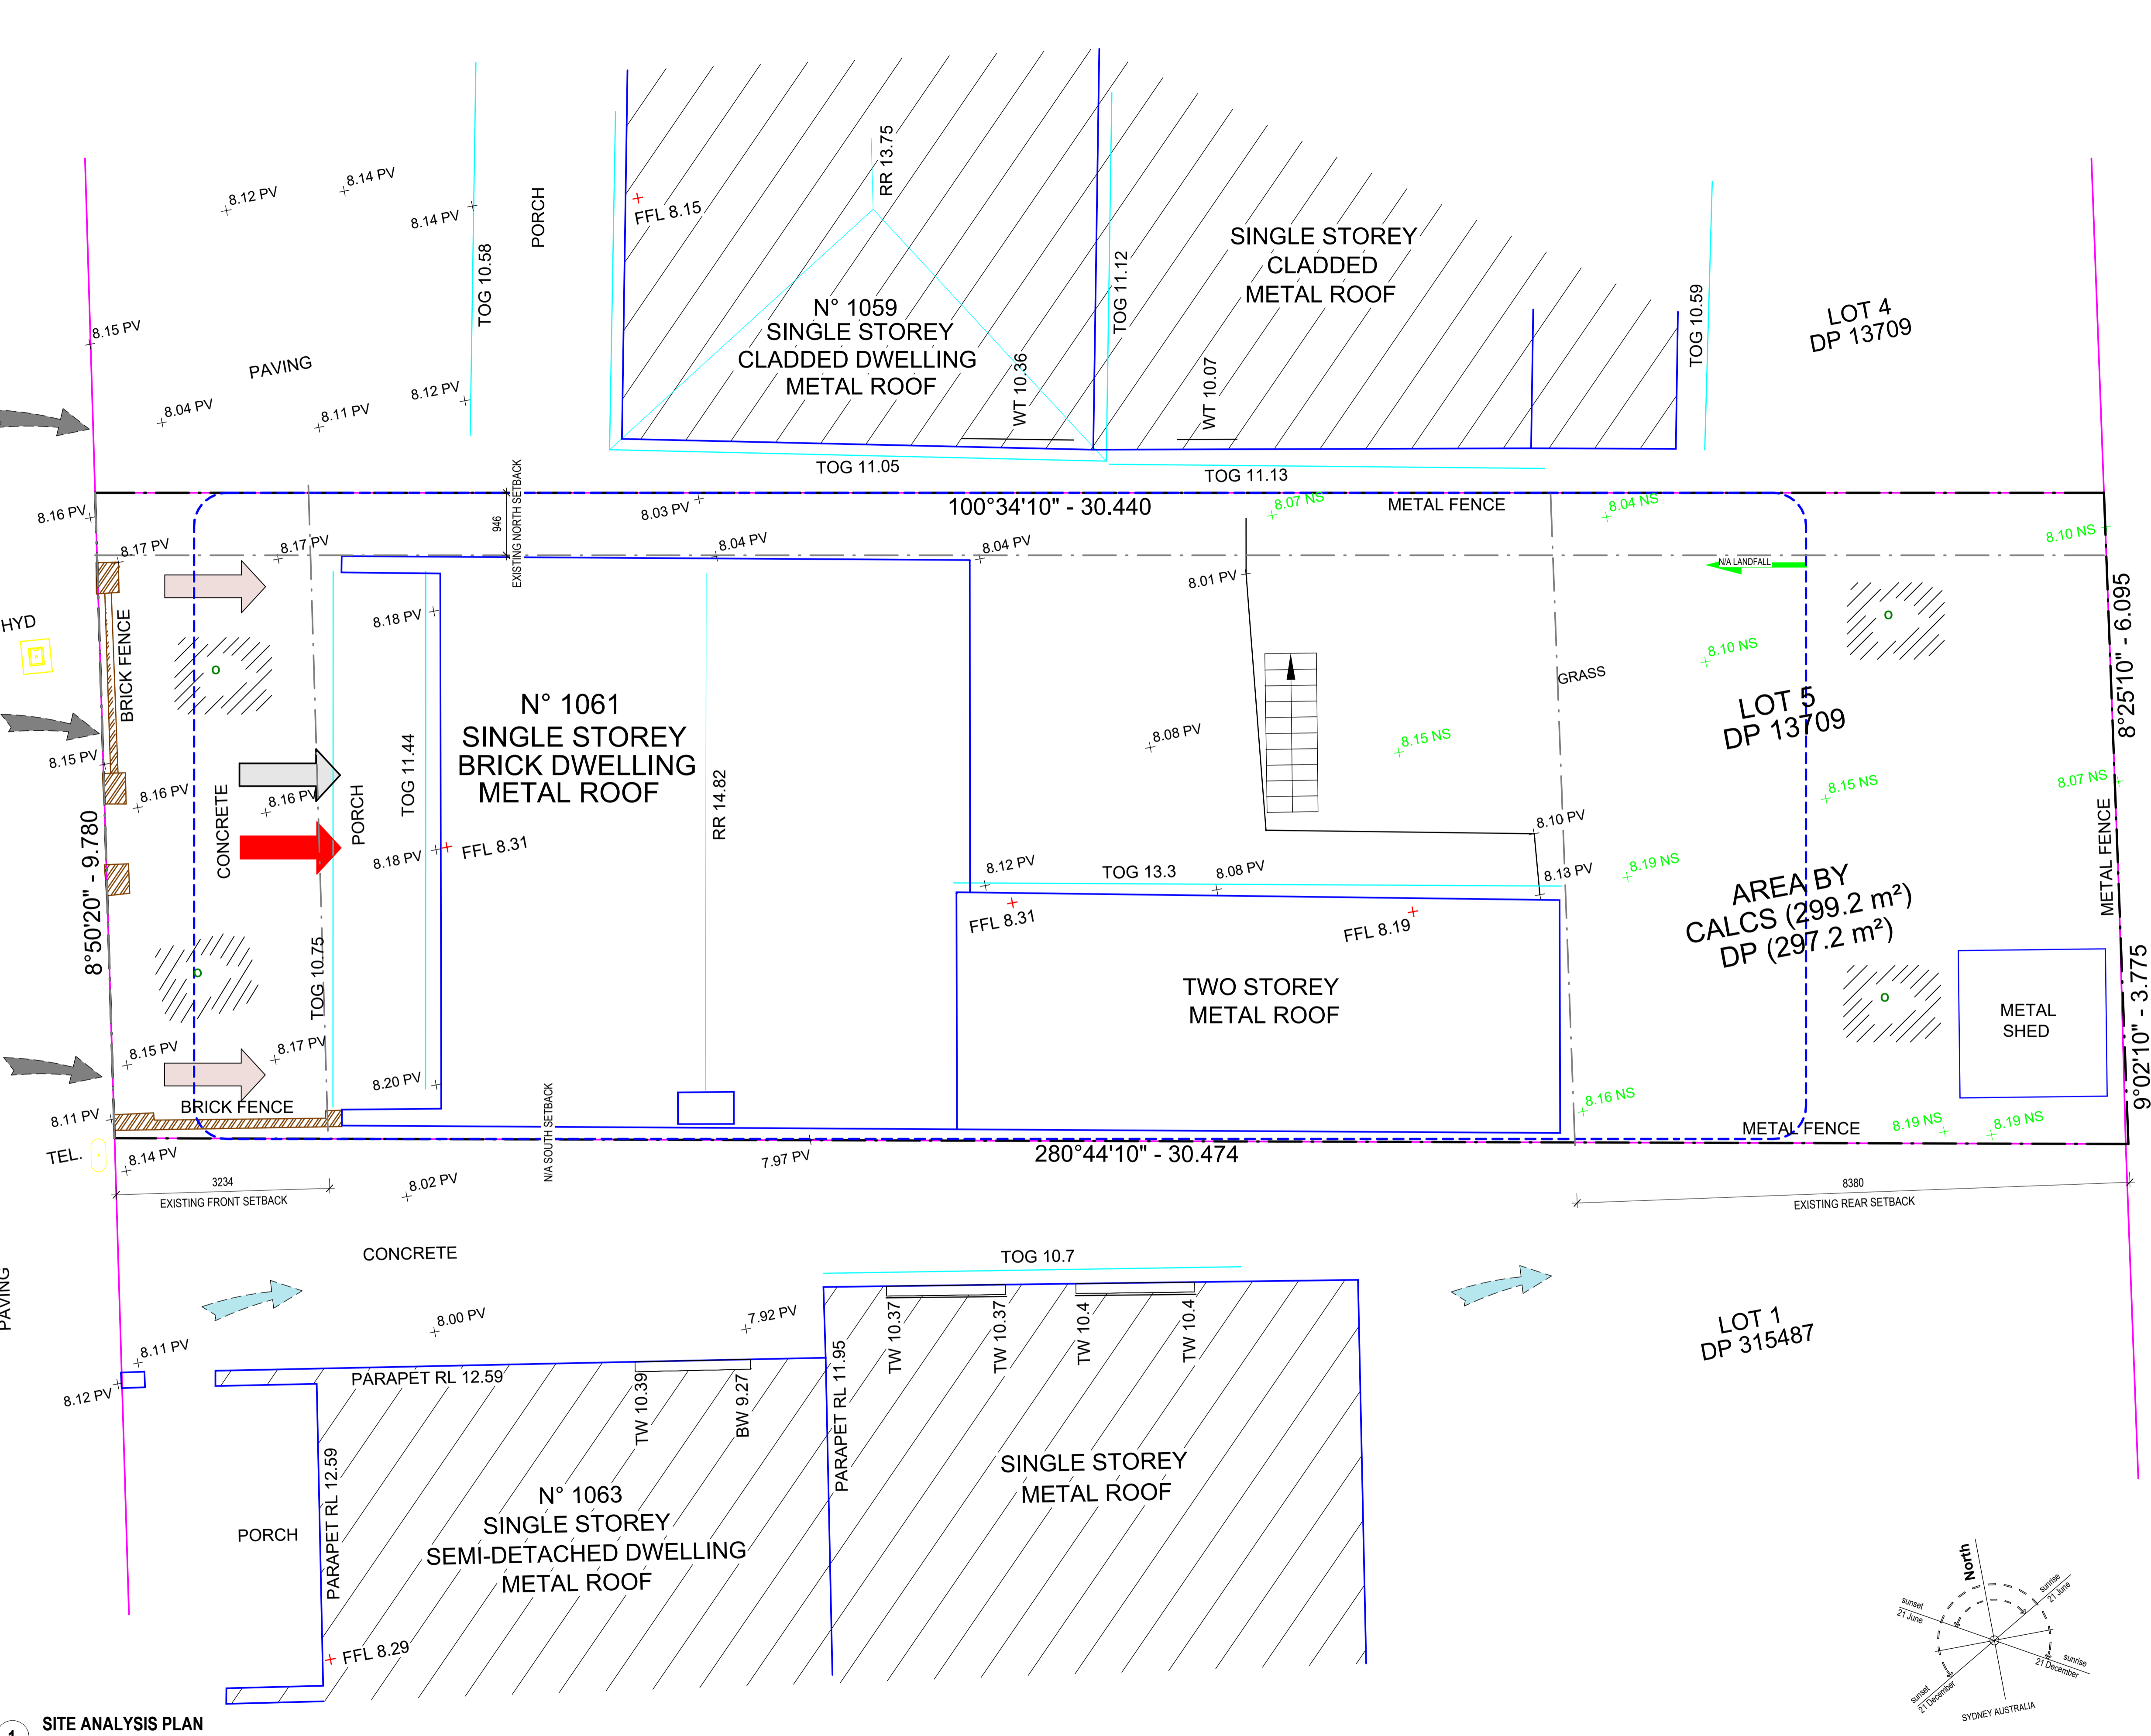 8.12 PV
8.14 PV
8.14 PV
TOG 10.58
PORCH
FFL 8.15
RR 13.75
N° 1059
SINGLE STOREY
CLADDED DWELLING
METAL ROOF
WT 10.36
TOG 11.12
WT 10.07
SINGLE STOREY
CLADDED
METAL ROOF
TOG 10.59
LOT 4
DP 13709
8.15 PV
PAVING
8.04 PV
8.11 PV
8.12 PV
TOG 11.05
TOG 11.13
8.16 PV
946
EXISTING NORTH SETBACK
8.03 PV
100°34'10" - 30.440
8.07 NS
METAL FENCE
8.04 NS
8.10 NS
8.17 PV
8.17 PV
8.04 PV
8.04 PV
8.01 PV
N/A LANDFALL
HYD
BRICK FENCE
8.18 PV
8°25'10" - 6.095
8.10 NS
GRASS
N° 1061
SINGLE STOREY
BRICK DWELLING
METAL ROOF
TOG 11.44
RR 14.82
8.08 PV
8.15 NS
LOT 5
DP 13709
8.15 PV
8.16 PV
8.16 PV
CONCRETE
PORCH
8.15 NS
8.07 NS
METAL FENCE
8°50'20" - 9.780
8.18 PV
FFL 8.31
8.10 PV
8.12 PV
TOG 13.3
8.08 PV
8.13 PV
8.19 NS
FFL 8.31
FFL 8.19
AREA BY
CALCS (299.2 m²)
DP (297.2 m²)
TOG 10.75
TWO STOREY
METAL ROOF
METAL
SHED
9°02'10" - 3.775
8.15 PV
8.17 PV
8.20 PV
BRICK FENCE
8.11 PV
N/A SOUTH SETBACK
8.16 NS
METAL FENCE
8.19 NS
8.19 NS
TEL.
8.14 PV
7.97 PV
280°44'10" - 30.474
3234
EXISTING FRONT SETBACK
8.02 PV
8380
EXISTING REAR SETBACK
PAVING
CONCRETE
TOG 10.7
8.00 PV
7.92 PV
8.11 PV
8.12 PV
PARAPET RL 12.59
TW 10.39
BW 9.27
PARAPET RL 11.95
TW 10.37
TW 10.37
TW 10.4
TW 10.4
LOT 1
DP 315487
PORCH
PARAPET RL 12.59
N° 1063
SINGLE STOREY
SEMI-DETACHED DWELLING
METAL ROOF
SINGLE STOREY
METAL ROOF
FFL 8.29
North
sunrise
21 June
sunset
21 June
sunrise
21 December
sunset
21 December
SYDNEY AUSTRALIA
1
SITE ANALYSIS PLAN